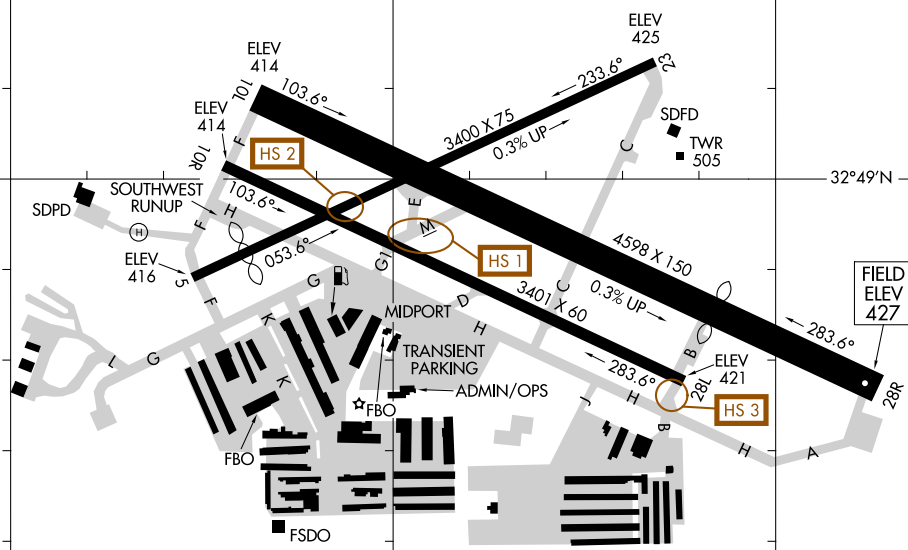 ELEV
425
ELEV
414
10L
103.6°
233.6°
23
3400 X 75
0.3% UP
SDFD
TWR
505
ELEV
414
F
10R
HS 2
C
32°49'N
SOUTHWEST
RUNUP
103.6°
SDPD
H
F
H
E
M
053.6°
ELEV
416
5
G1
HS 1
4598 X 150
0.3% UP
FIELD
ELEV
427
F
G
C
3401 X 60
D
MIDPORT
K
H
283.6°
B
L
G
TRANSIENT
PARKING
K
283.6°
ELEV
421
28L
28R
ADMIN/OPS
FBO
J
H
HS 3
B
FBO
H
A
FSDO